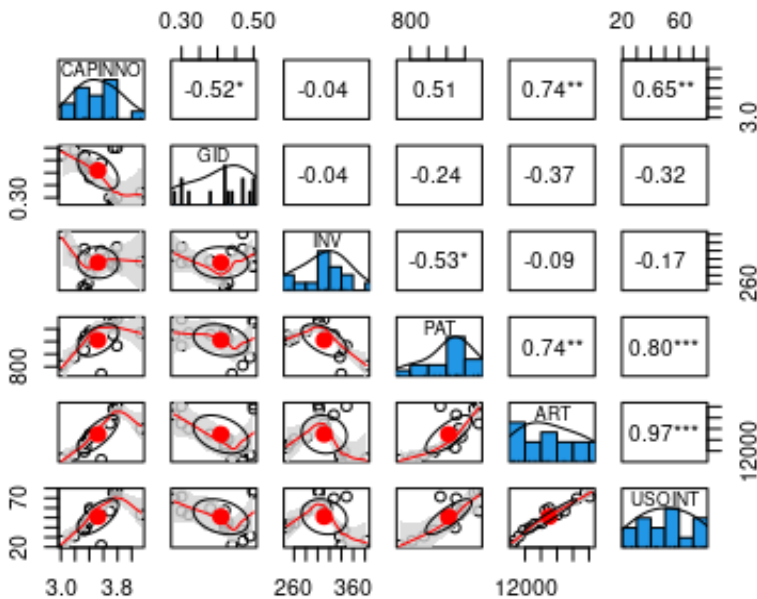 0.30 0.50 800 20 60
CAPINNO -0.52* -0.04 0.51 0.74** 0.65** 3.0
0.30 GID -0.04 -0.24 -0.37 -0.32
INV -0.53* -0.09 -0.17 260
800 PAT 0.74** 0.80***
ART 0.97*** 12000
20 70 USOINT
3.0 3.8 260 360 12000